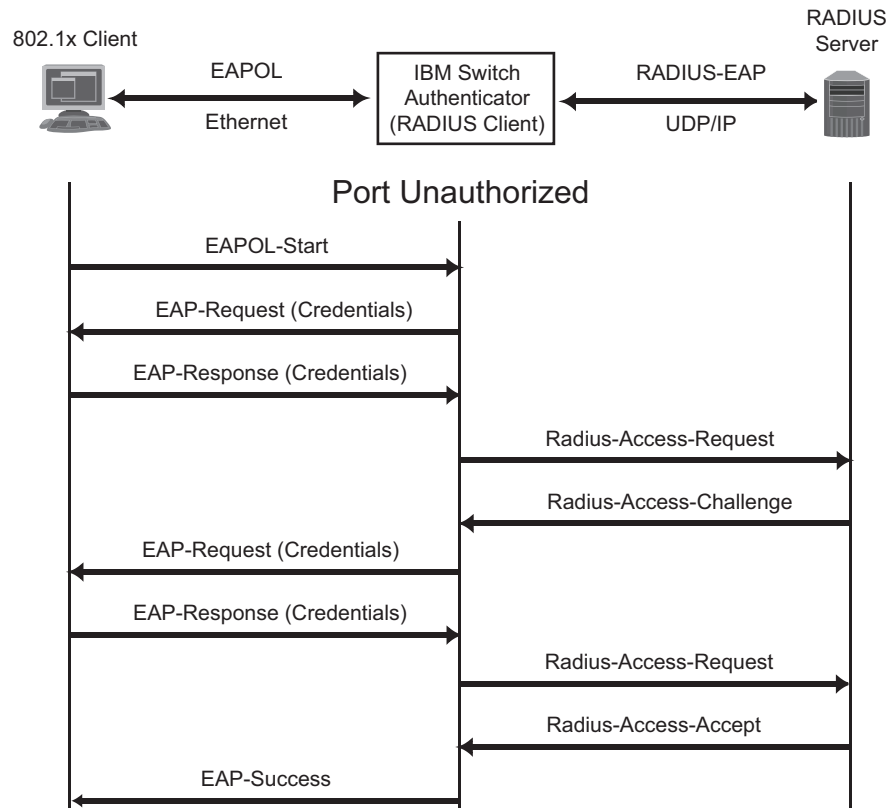 802.1x Client
EAPOL
Ethernet
IBM Switch
Authenticator
(RADIUS Client)
RADIUS-EAP
UDP/IP
RADIUS
Server
Port Unauthorized
EAPOL-Start
EAP-Request (Credentials)
EAP-Response (Credentials)
Radius-Access-Request
Radius-Access-Challenge
EAP-Request (Credentials)
EAP-Response (Credentials)
Radius-Access-Request
Radius-Access-Accept
EAP-Success